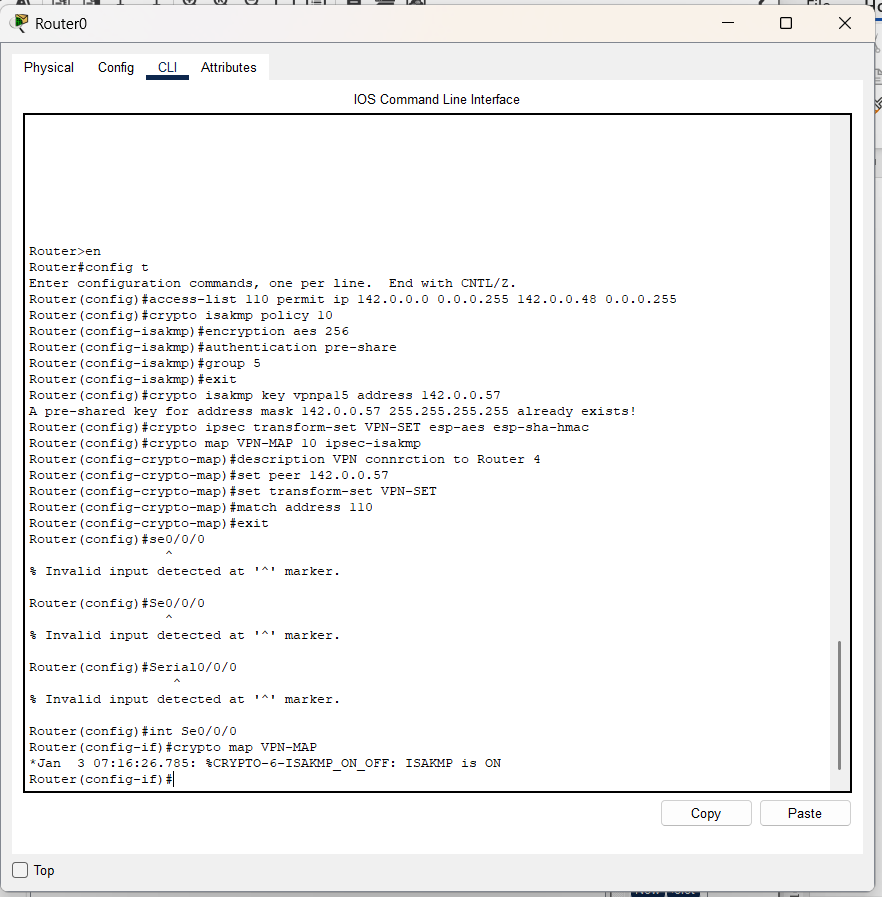 Router0
Physical Config CLI Attributes
IOS Command Line Interface
Router>en
Router#config t
Enter configuration commands, one per line.  End with CNTL/Z.
Router(config)#access-list 110 permit ip 142.0.0.0 0.0.0.255 142.0.0.48 0.0.0.255
Router(config)#crypto isakmp policy 10
Router(config-isakmp)#encryption aes 256
Router(config-isakmp)#authentication pre-share
Router(config-isakmp)#group 5
Router(config-isakmp)#exit
Router(config)#crypto isakmp key vpnpa15 address 142.0.0.57
A pre-shared key for address mask 142.0.0.57 255.255.255.255 already exists!
Router(config)#crypto ipsec transform-set VPN-SET esp-aes esp-sha-hmac
Router(config)#crypto map VPN-MAP 10 ipsec-isakmp
Router(config-crypto-map)#description VPN connrction to Router 4
Router(config-crypto-map)#set peer 142.0.0.57
Router(config-crypto-map)#set transform-set VPN-SET
Router(config-crypto-map)#match address 110
Router(config-crypto-map)#exit
Router(config)#se0/0/0
^
% Invalid input detected at '^' marker.
Router(config)#Se0/0/0
^
% Invalid input detected at '^' marker.
Router(config)#Serial0/0/0
^
% Invalid input detected at '^' marker.
Router(config)#int Se0/0/0
Router(config-if)#crypto map VPN-MAP
*Jan  3 07:16:26.785: %CRYPTO-6-ISAKMP_ON_OFF: ISAKMP is ON
Router(config-if)#
Copy Paste
Top